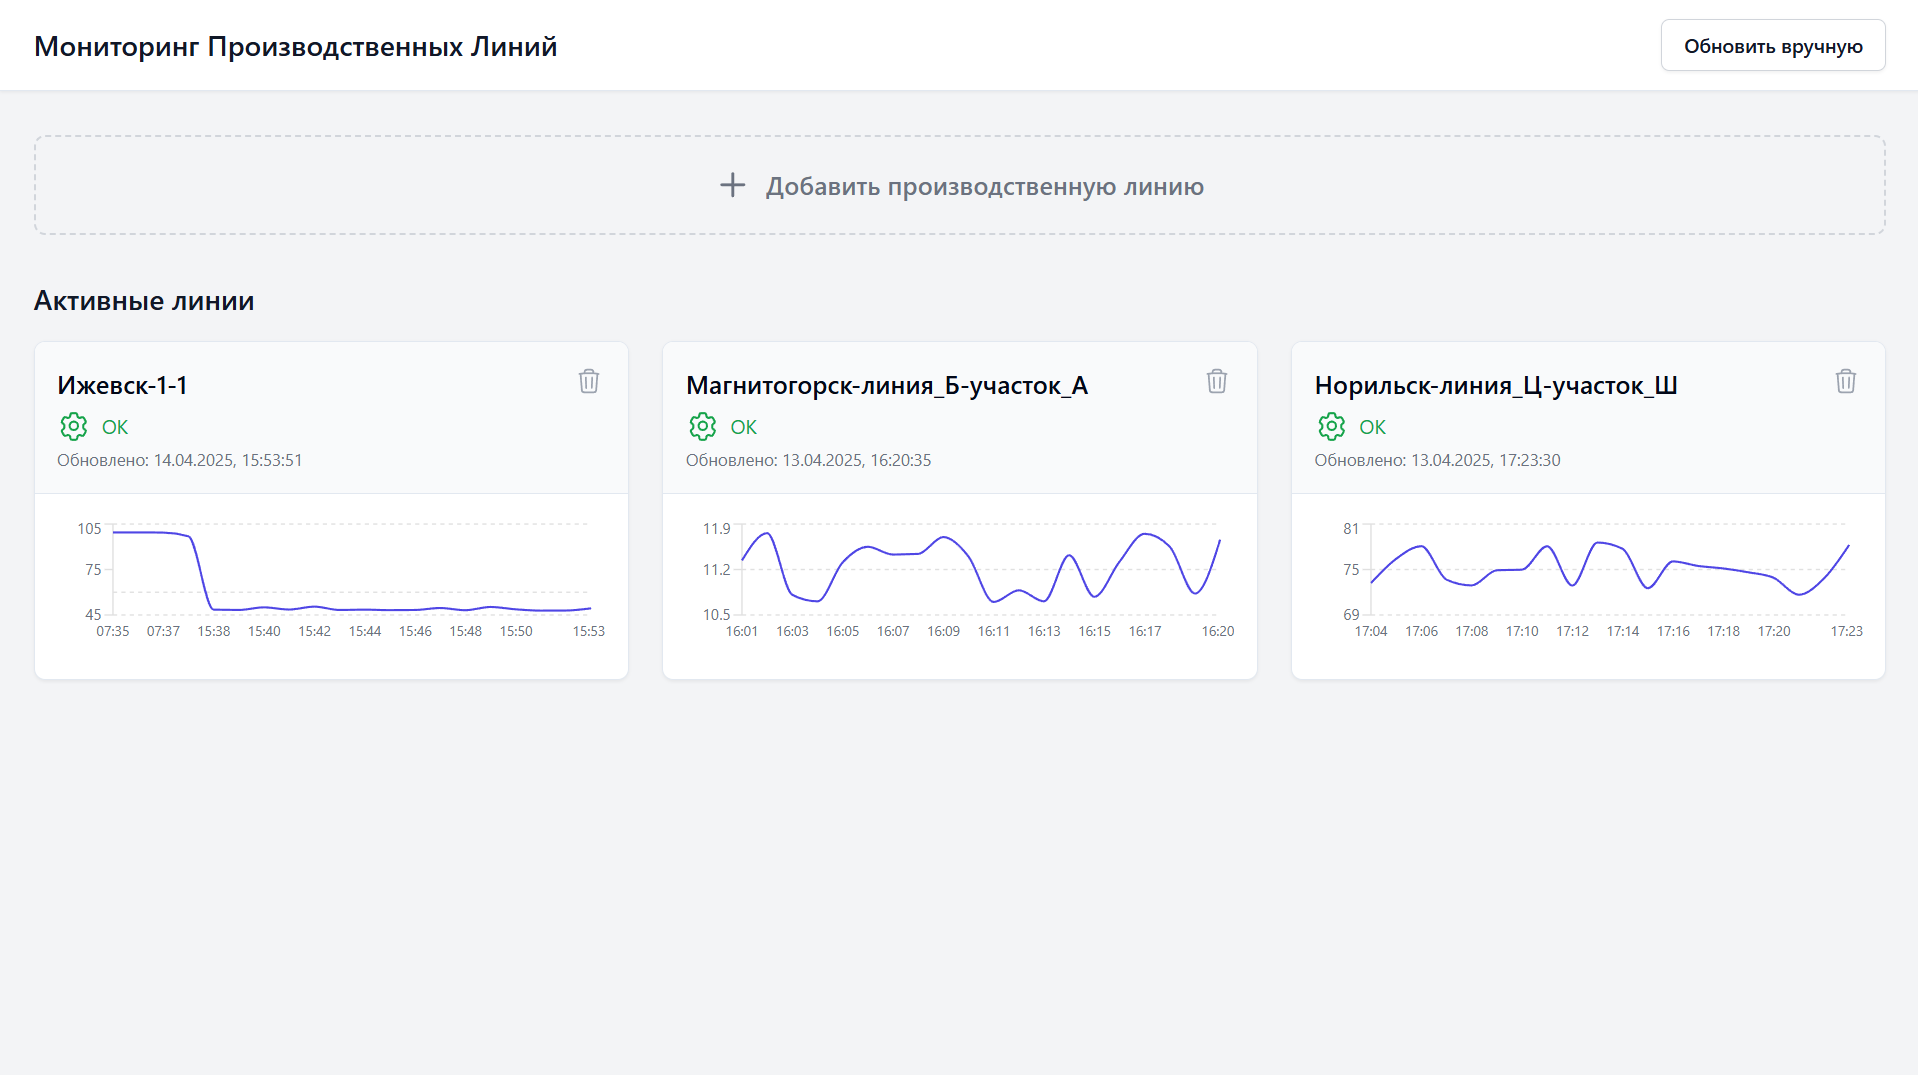 Мониторинг Производственных Линий
Обновить вручную
Добавить производственную линию
Активные линии
Ижевск-1-1
ОК
Обновлено: 14.04.2025, 15:53:51
105
75
45
07:35 07:37 15:38 15:40 15:42 15:44 15:46 15:48 15:50 15:53
Магнитогорск-линия_Б-участок_А
ОК
Обновлено: 13.04.2025, 16:20:35
11.9
11.2
10.5
16:01 16:03 16:05 16:07 16:09 16:11 16:13 16:15 16:17 16:20
Норильск-линия_Ц-участок_Ш
ОК
Обновлено: 13.04.2025, 17:23:30
81
75
69
17:04 17:06 17:08 17:10 17:12 17:14 17:16 17:18 17:20 17:23